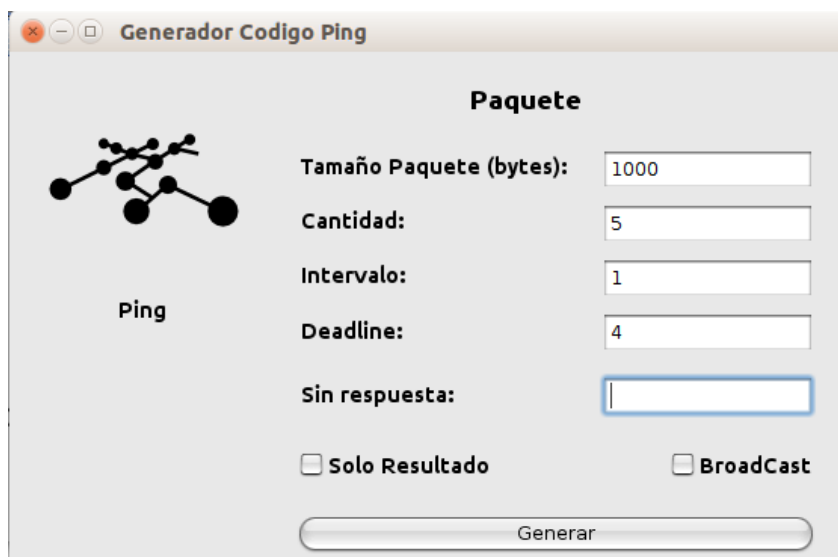 Generador Codigo Ping
Paquete
Tamaño Paquete (bytes): 1000
Cantidad: 5
Intervalo: 1
Ping
Deadline: 4
Sin respuesta:
Solo Resultado BroadCast
Generar